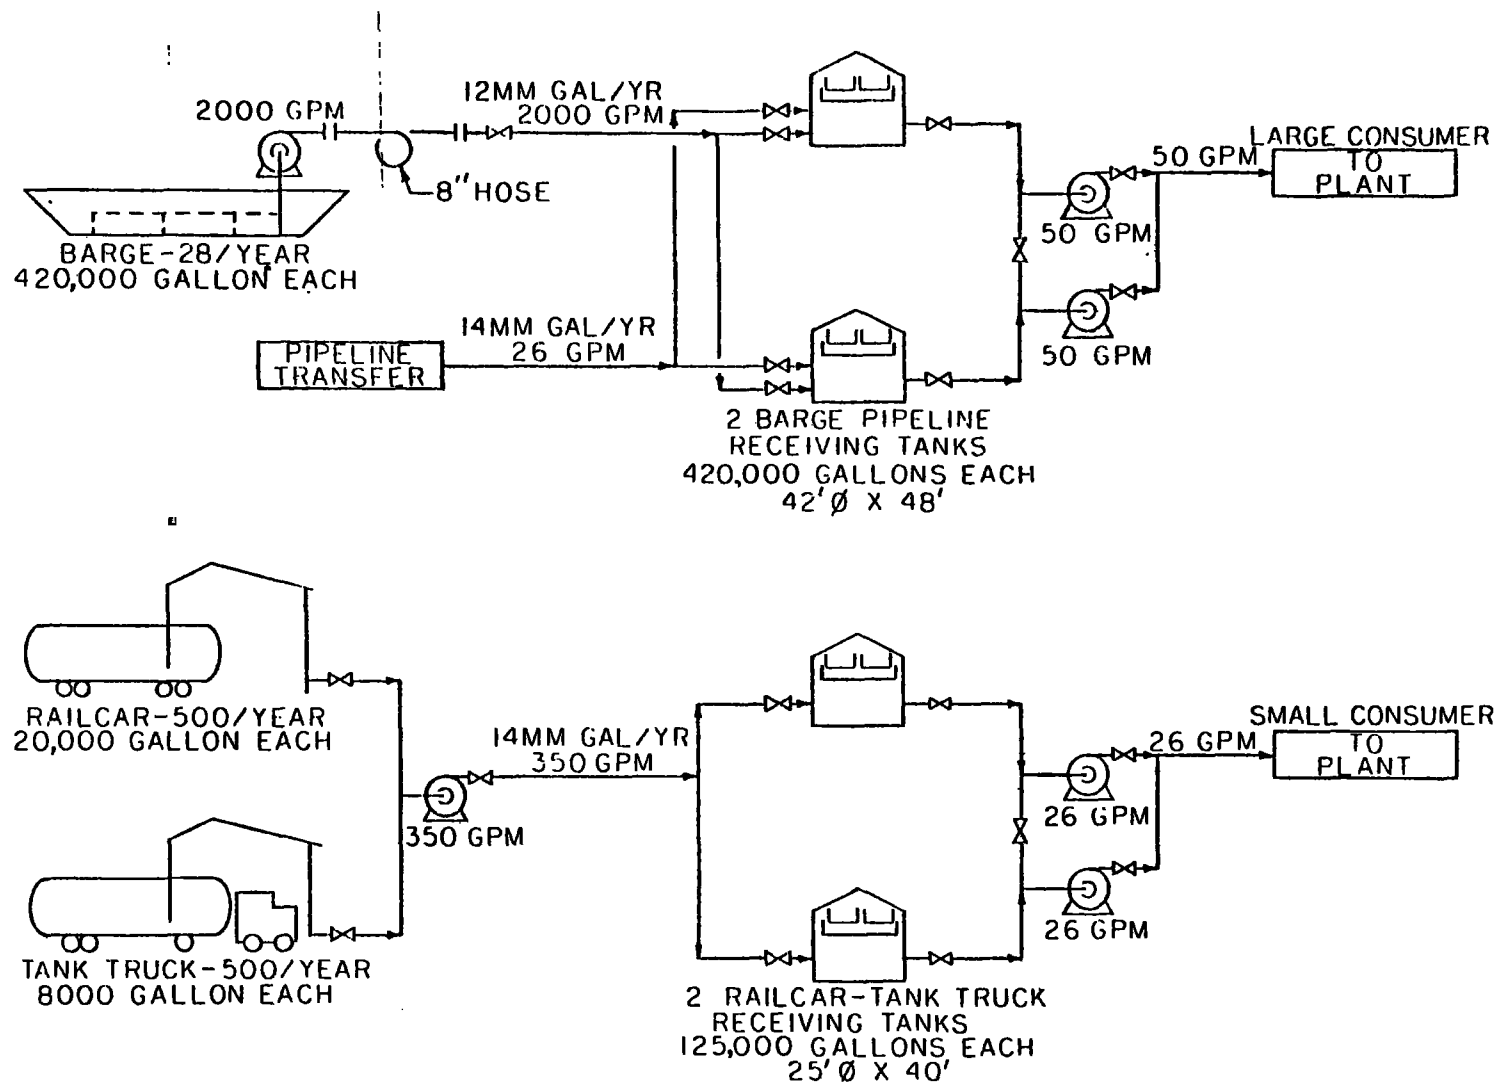 2000 GPM
12MM GAL/YR
2000 GPM
8" HOSE
BARGE-28/YEAR
420,000 GALLON EACH
LARGE CONSUMER
50 GPM
TO
PLANT
50 GPM
14MM GAL/YR
26 GPM
PIPELINE
TRANSFER
50 GPM
2 BARGE PIPELINE
RECEIVING TANKS
420,000 GALLONS EACH
42'Ø X 48'
RAILCAR-500/YEAR
20,000 GALLON EACH
14MM GAL/YR
350 GPM
350 GPM
SMALL CONSUMER
26 GPM
TO
PLANT
26 GPM
26 GPM
TANK TRUCK-500/YEAR
8000 GALLON EACH
2 RAILCAR-TANK TRUCK
RECEIVING TANKS
125,000 GALLONS EACH
25'Ø X 40'